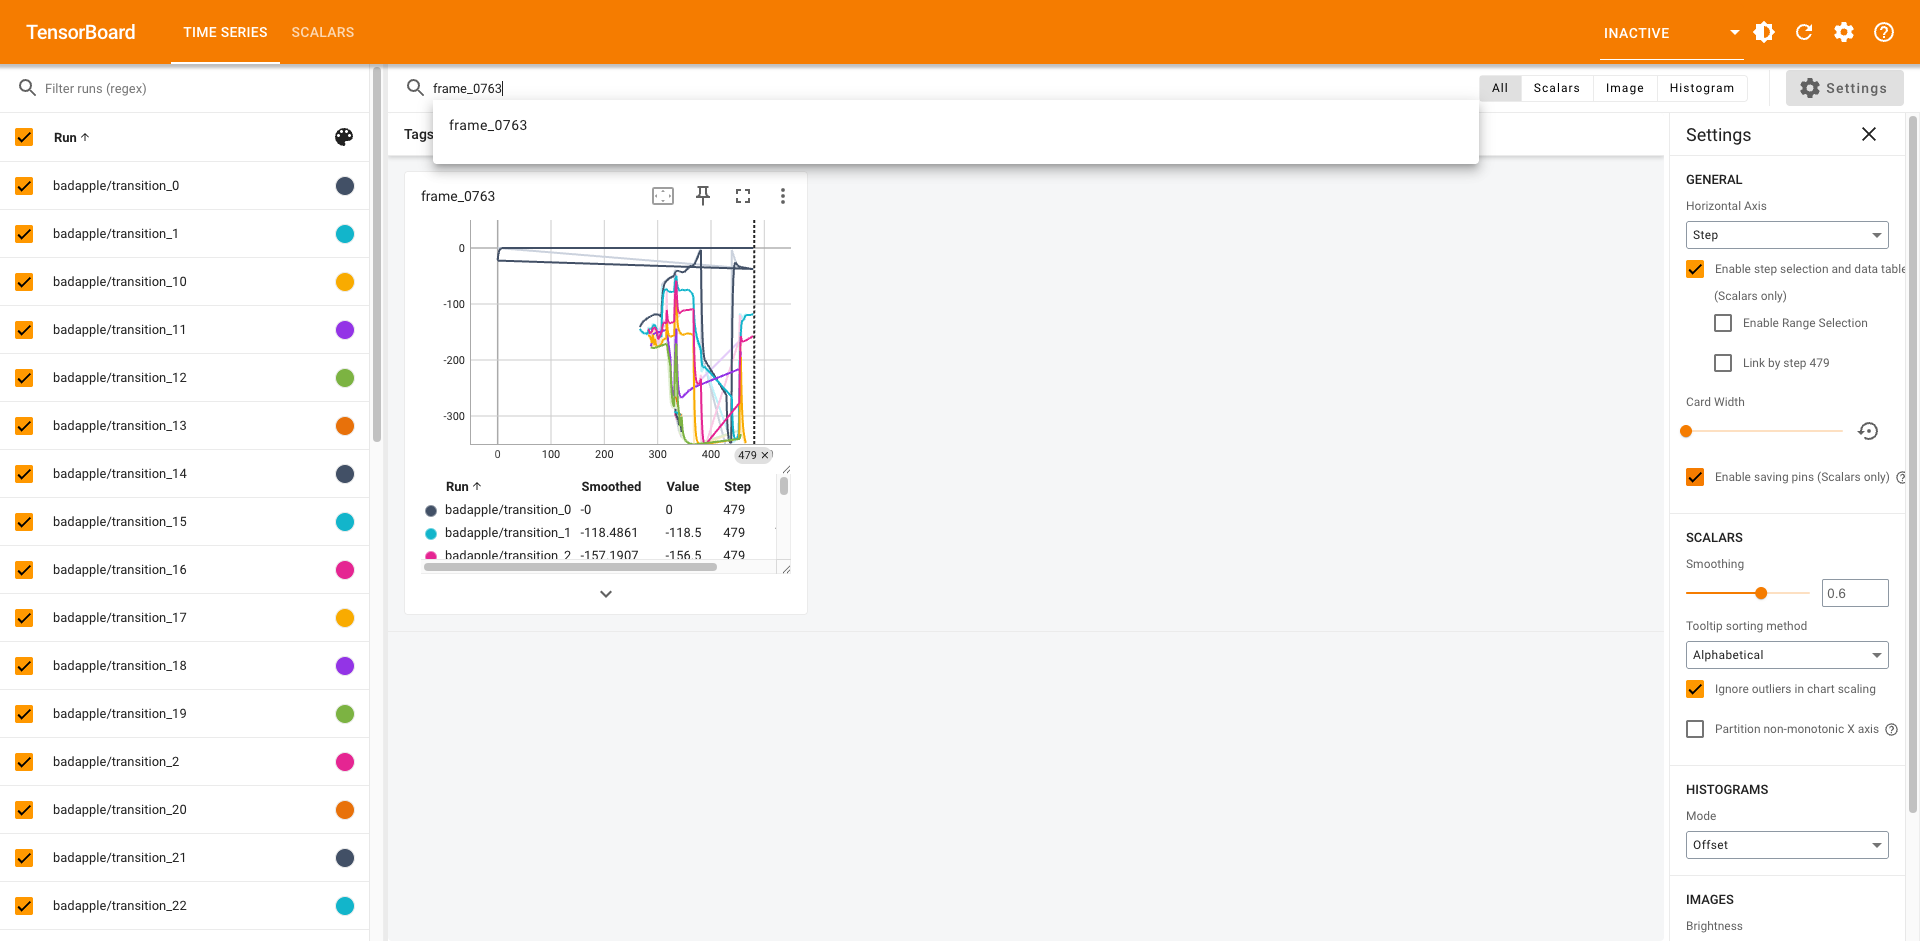 TensorBoard
TIME SERIES
SCALARS
INACTIVE
Filter runs (regex)
frame_0763
All
Scalars
Image
Histogram
Settings
frame_0763
Tags
Run
badapple/transition_0
badapple/transition_1
badapple/transition_10
badapple/transition_11
badapple/transition_12
badapple/transition_13
badapple/transition_14
badapple/transition_15
badapple/transition_16
badapple/transition_17
badapple/transition_18
badapple/transition_19
badapple/transition_2
badapple/transition_20
badapple/transition_21
badapple/transition_22
frame_0763
0
-100
-200
-300
0 100 200 300 400 479
Run Smoothed Value Step
badapple/transition_0 -0 0 479
badapple/transition_1 -118.4861 -118.5 479
badapple/transition_2 -157.1907 -156.5 479
Settings
GENERAL
Horizontal Axis
Step
Enable step selection and data table
(Scalars only)
Enable Range Selection
Link by step 479
Card Width
Enable saving pins (Scalars only)
SCALARS
Smoothing
0.6
Tooltip sorting method
Alphabetical
Ignore outliers in chart scaling
Partition non-monotonic X axis
HISTOGRAMS
Mode
Offset
IMAGES
Brightness